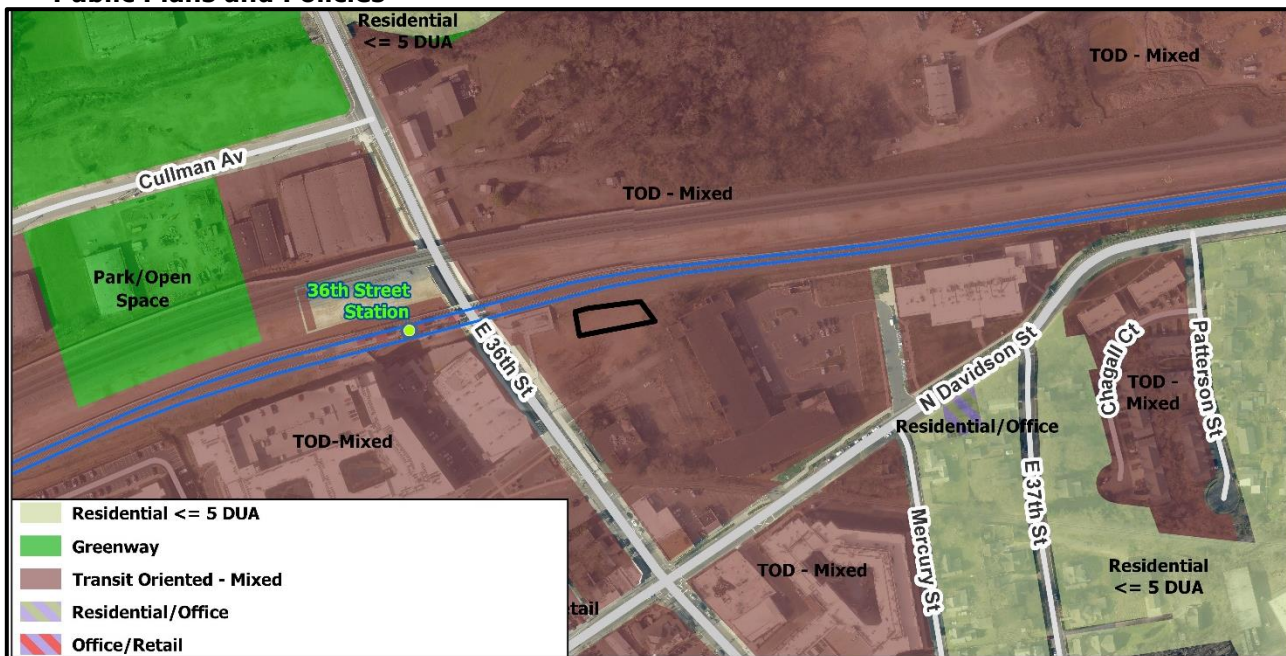 Public Plans and Policies
Residential
<= 5 DUA
TOD - Mixed
Cullman Av
TOD - Mixed
Park/Open
Space
36th Street
Station
E 36th St
N Davidson St
Chagall Ct
Patterson St
TOD -
Mixed
TOD-Mixed
Residential/Office
E 37th St
Mercury St
TOD - Mixed
Residential
<= 5 DUA
tail
Residential <= 5 DUA
Greenway
Transit Oriented - Mixed
Residential/Office
Office/Retail